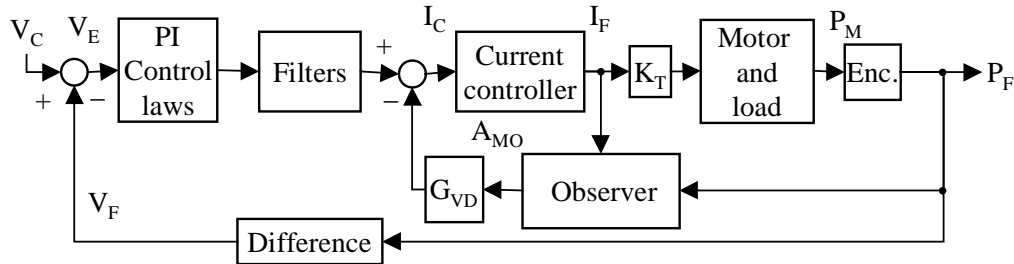 V_C
V_E
PI
Control
laws
Filters
+
−
+
−
I_C
Current
controller
I_F
K_T
Motor
and
load
P_M
Enc.
P_F
A_MO
G_VD
Observer
V_F
Difference